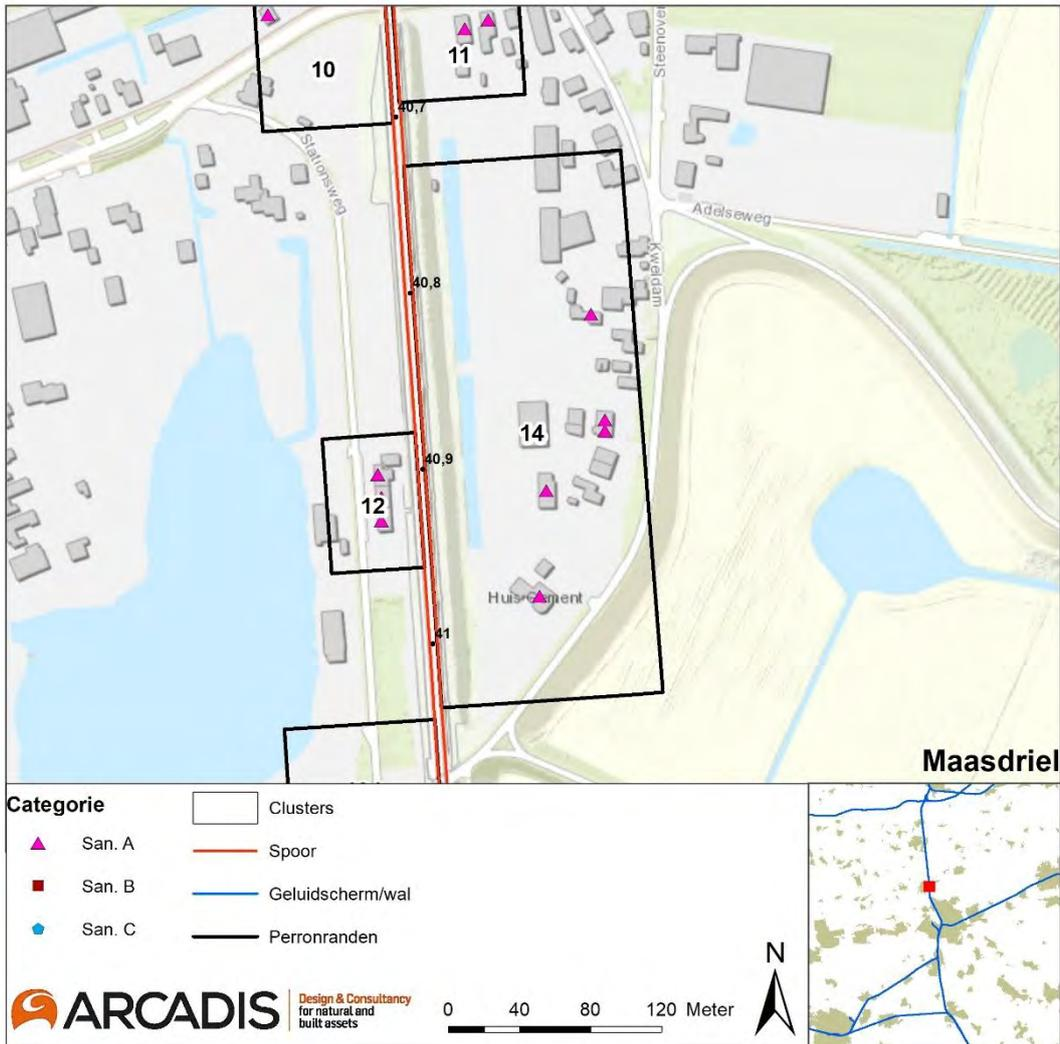 10
11
Steenoven
40,7
Stationsweg
Adelseweg
Kweldam
40,8
14
40,9
12
Huis-Clement
41
Maasdriel
Categorie
San. A
San. B
San. C
Clusters
Spoor
Geluidscherm/wal
Perronranden
ARCADIS
Design & Consultancy
for natural and
built assets
0 40 80 120 Meter
N